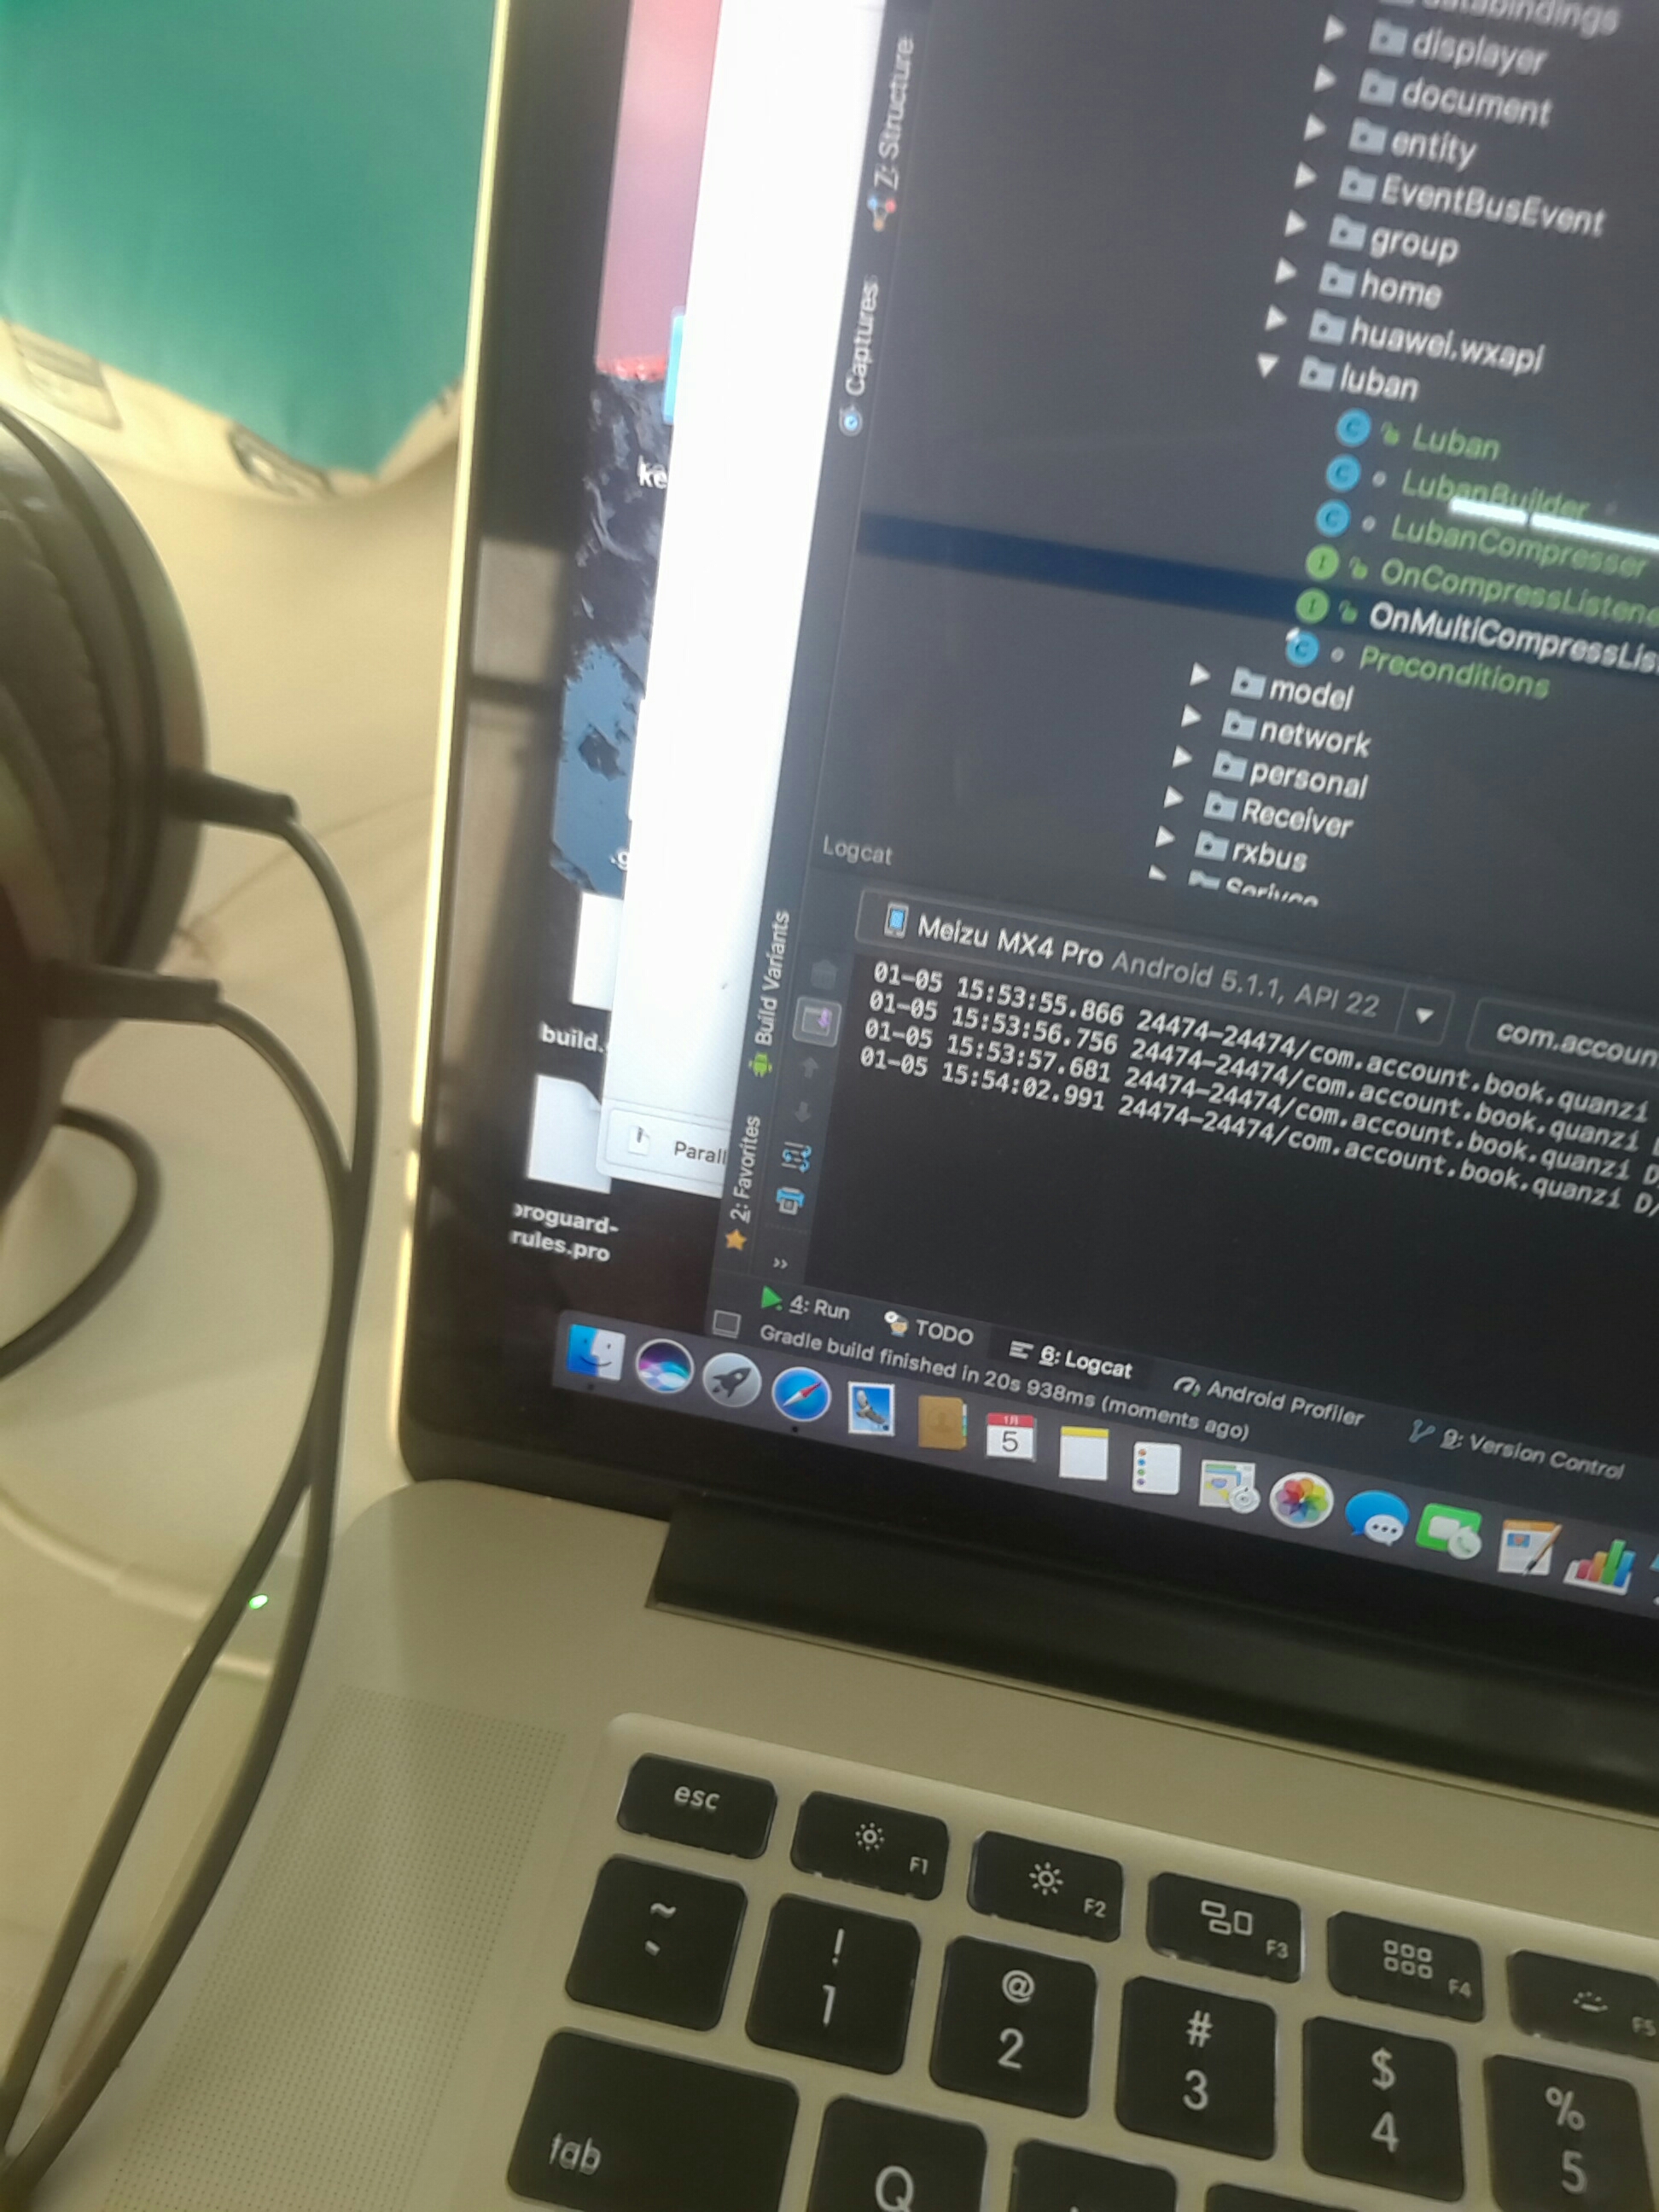 databindings
displayer
document
entity
EventBusEvent
group
home
huawei.wxapi
luban
Luban
LubanBuilder
LubanCompresser
OnCompressListene
OnMultiCompressLis
Preconditions
model
network
personal
Receiver
rxbus
7: Structure
Captures
Build Variants
2: Favorites
ke
.g
build.
Parall
proguard-
rules.pro
Logcat
Meizu MX4 Pro Android 5.1.1, API 22
com.accoun
01-05 15:53:55.866 24474-24474/com.account.book.quanzi
01-05 15:53:56.756 24474-24474/com.account.book.quanzi
01-05 15:53:57.681 24474-24474/com.account.book.quanzi D
01-05 15:54:02.991 24474-24474/com.account.book.quanzi D/
4: Run TODO 6: Logcat Android Profiler 9: Version Control
Gradle build finished in 20s 938ms (moments ago)
1月
5
esc
F1
F2
F3
F4
F5
~
`
!
1
@
2
#
3
$
4
%
5
tab
Q